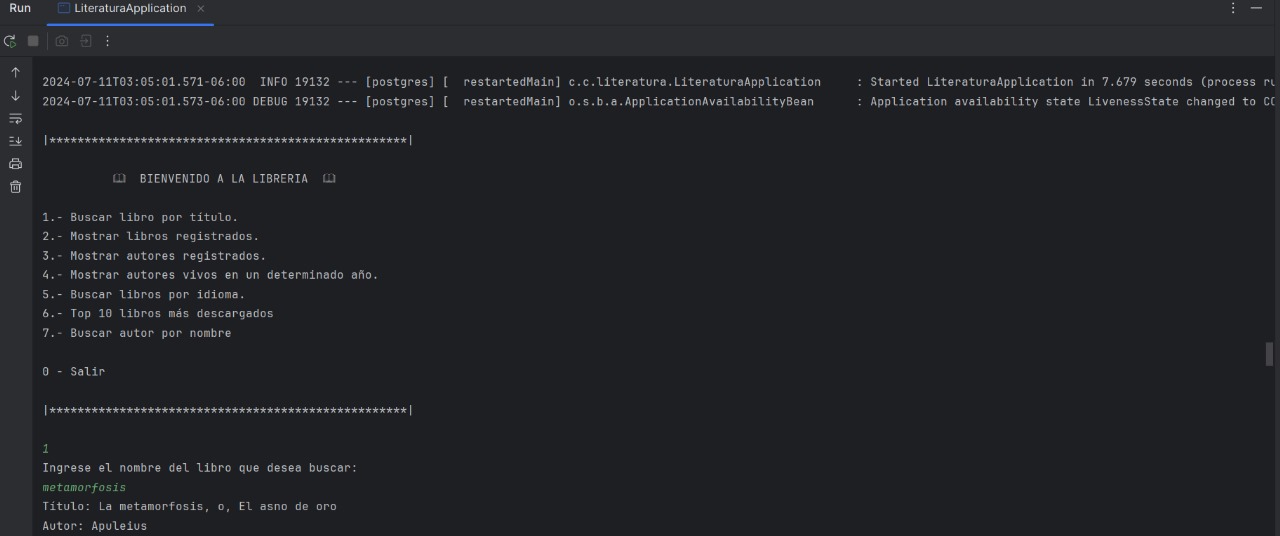 Run LiteraturaApplication
2024-07-11T03:05:01.571-06:00  INFO 19132 --- [postgres] [  restartedMain] c.c.literatura.LiteraturaApplication     : Started LiteraturaApplication in 7.679 seconds (process ru
2024-07-11T03:05:01.573-06:00 DEBUG 19132 --- [postgres] [  restartedMain] o.s.b.a.ApplicationAvailabilityBean      : Application availability state LivenessState changed to CO
|***************************************************|
BIENVENIDO A LA LIBRERIA
1.- Buscar libro por título.
2.- Mostrar libros registrados.
3.- Mostrar autores registrados.
4.- Mostrar autores vivos en un determinado año.
5.- Buscar libros por idioma.
6.- Top 10 libros más descargados
7.- Buscar autor por nombre
0 - Salir
|***************************************************|
1
Ingrese el nombre del libro que desea buscar:
metamorfosis
Título: La metamorfosis, o, El asno de oro
Autor: Apuleius